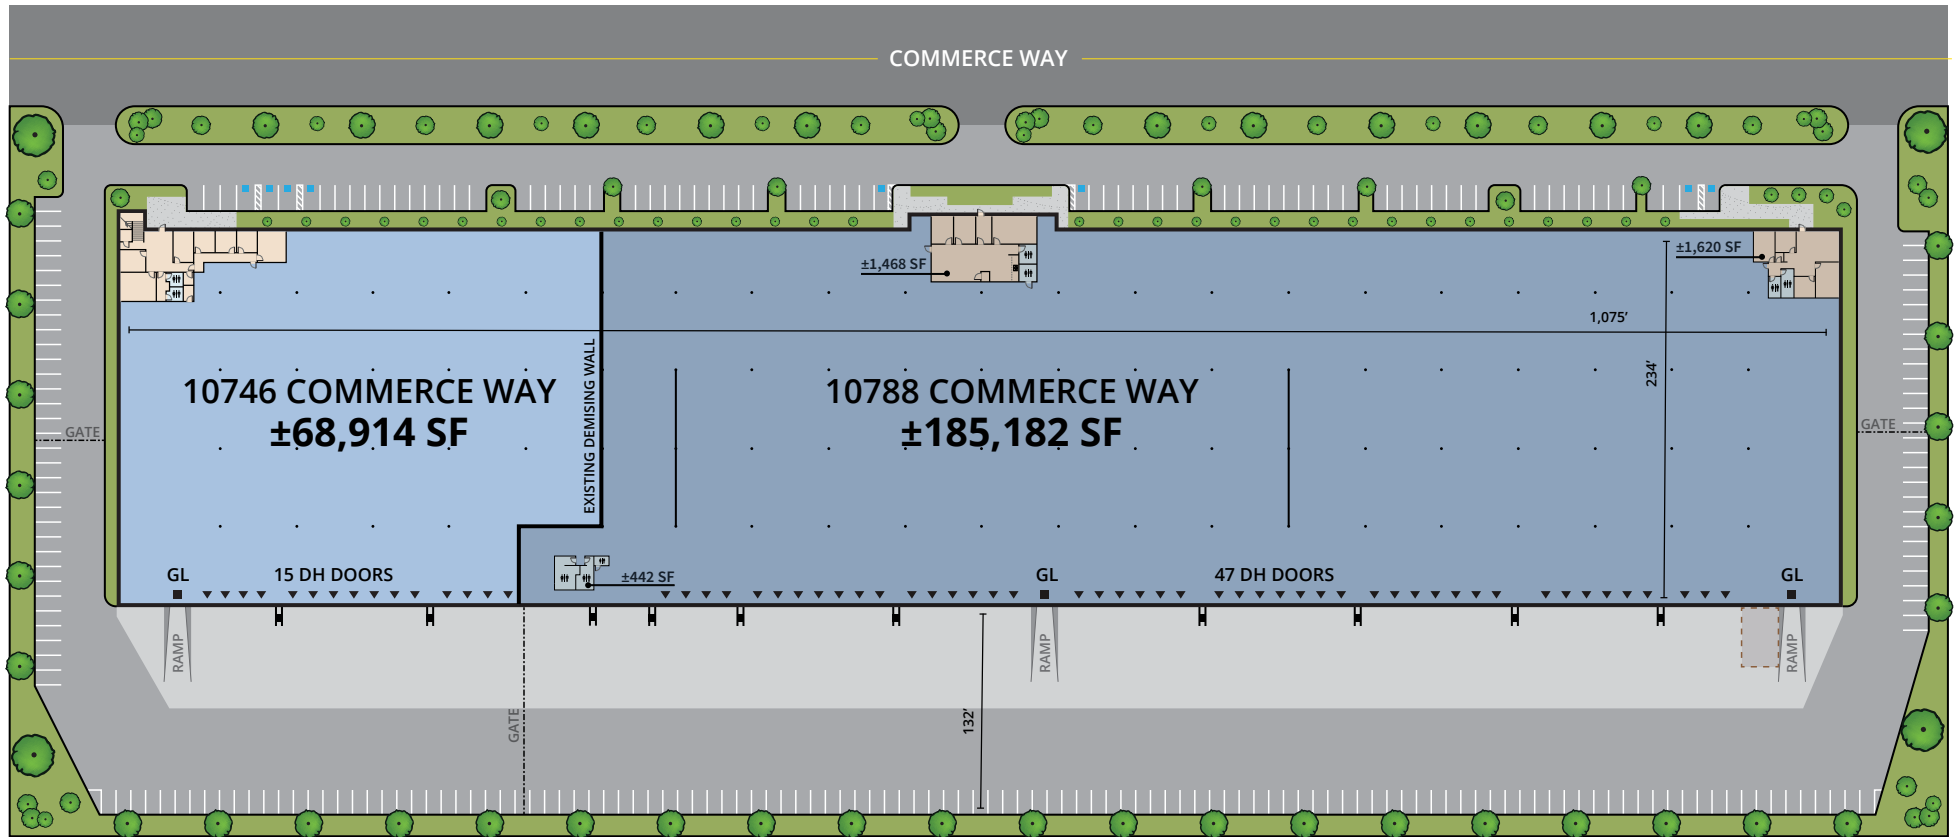 COMMERCE WAY
±1,468 SF
±1,620 SF
1,075’
234’
10746 COMMERCE WAY
±68,914 SF
EXISTING DEMISING WALL
10788 COMMERCE WAY
±185,182 SF
GATE
GATE
GL
15 DH DOORS
±442 SF
GL
47 DH DOORS
GL
RAMP
RAMP
RAMP
GATE
132’